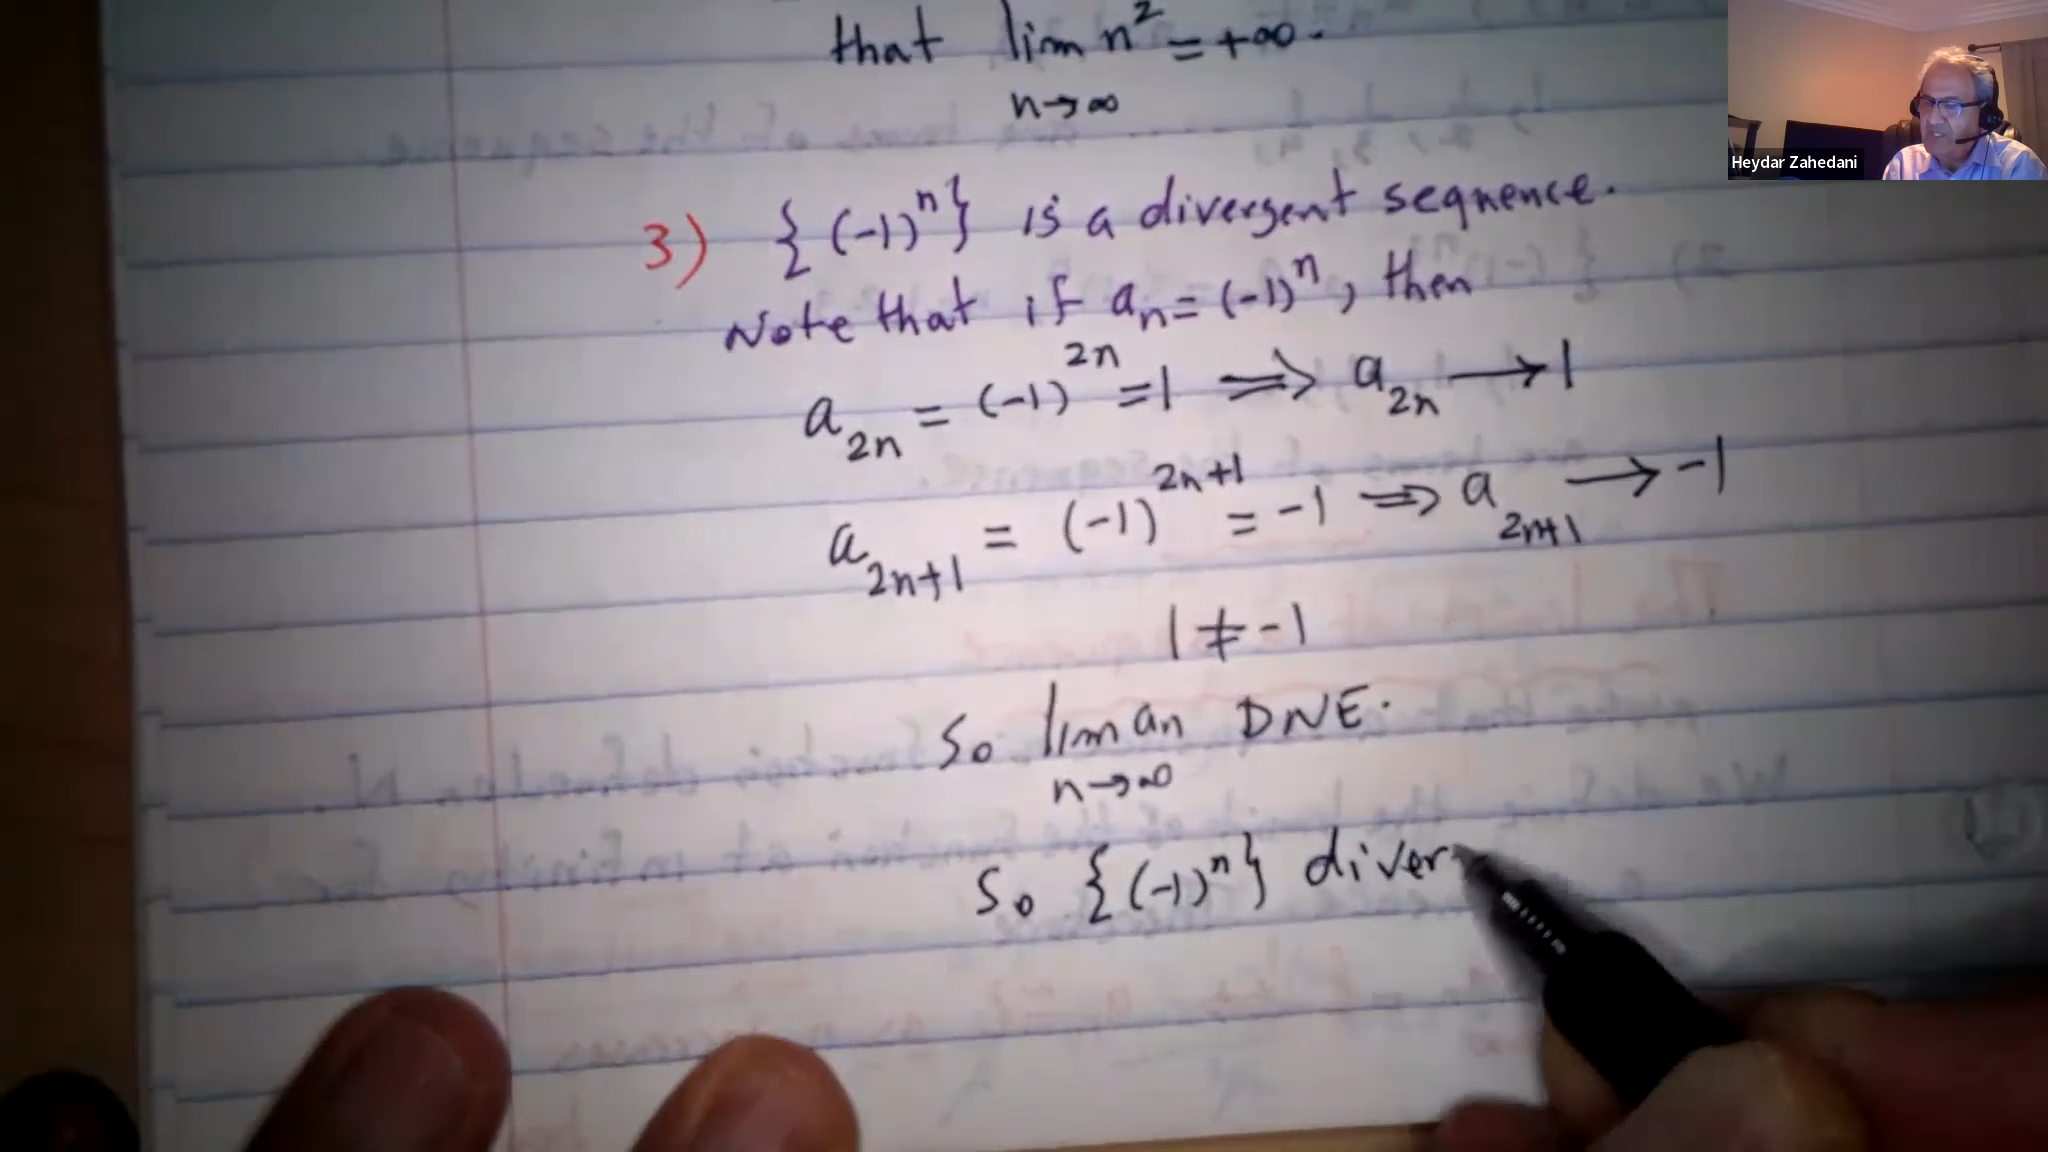 that lim n² = +∞.
n→∞
Heydar Zahedani
3) {(-1)ⁿ} is a divergent sequence.
Note that if aₙ = (-1)ⁿ, then
a₂ₙ = (-1)²ⁿ = 1 ⟹ a₂ₙ ⟶ 1
a₂ₙ₊₁ = (-1)²ⁿ⁺¹ = -1 ⟹ a₂ₙ₊₁ ⟶ -1
1 ≠ -1
So lim aₙ DNE.
n→∞
So {(-1)ⁿ} diver